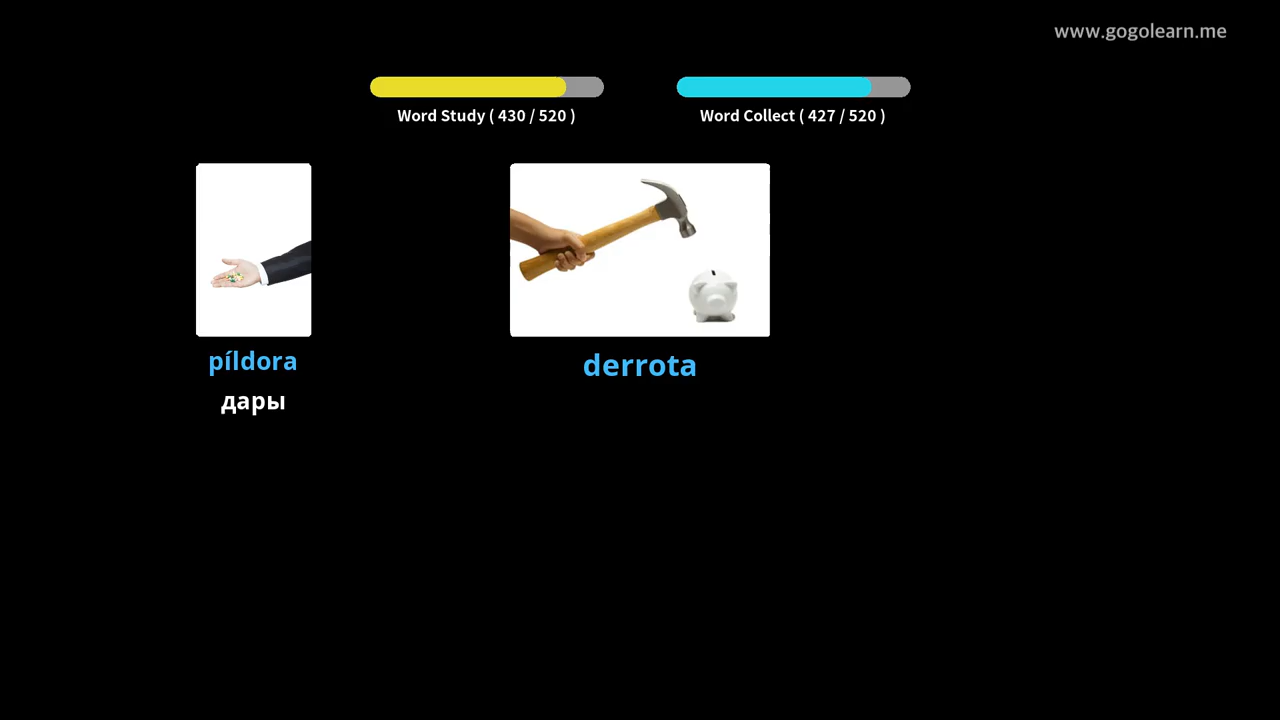 www.gogolearn.me
Word Study ( 430 / 520 )
Word Collect ( 427 / 520 )
píldora
дары
derrota